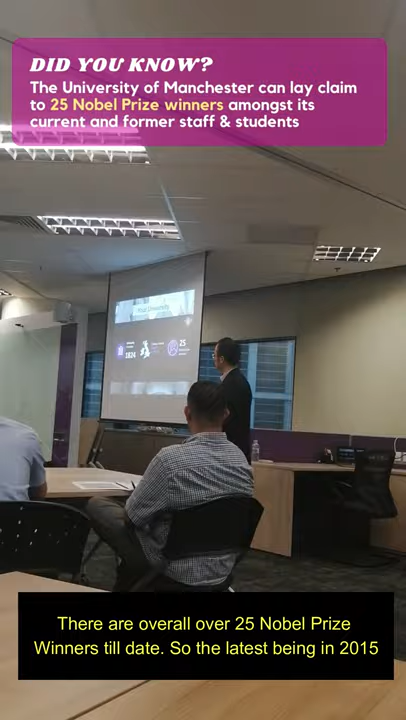 DID YOU KNOW?
The University of Manchester can lay claim
to 25 Nobel Prize winners amongst its
current and former staff & students
1824
25
There are overall over 25 Nobel Prize
Winners till date. So the latest being in 2015